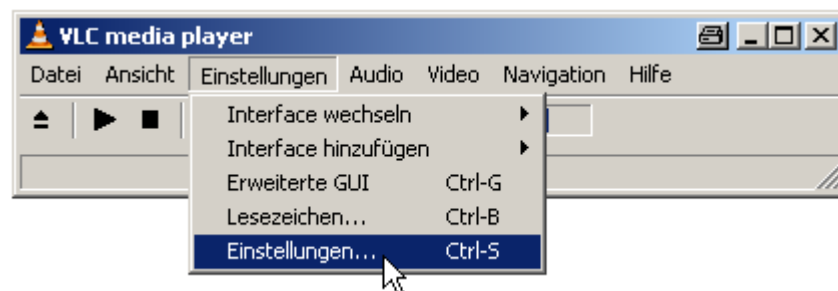 VLC media player
Datei Ansicht Einstellungen Audio Video Navigation Hilfe
Interface wechseln
Interface hinzufügen
Erweiterte GUI Ctrl-G
Lesezeichen... Ctrl-B
Einstellungen... Ctrl-S